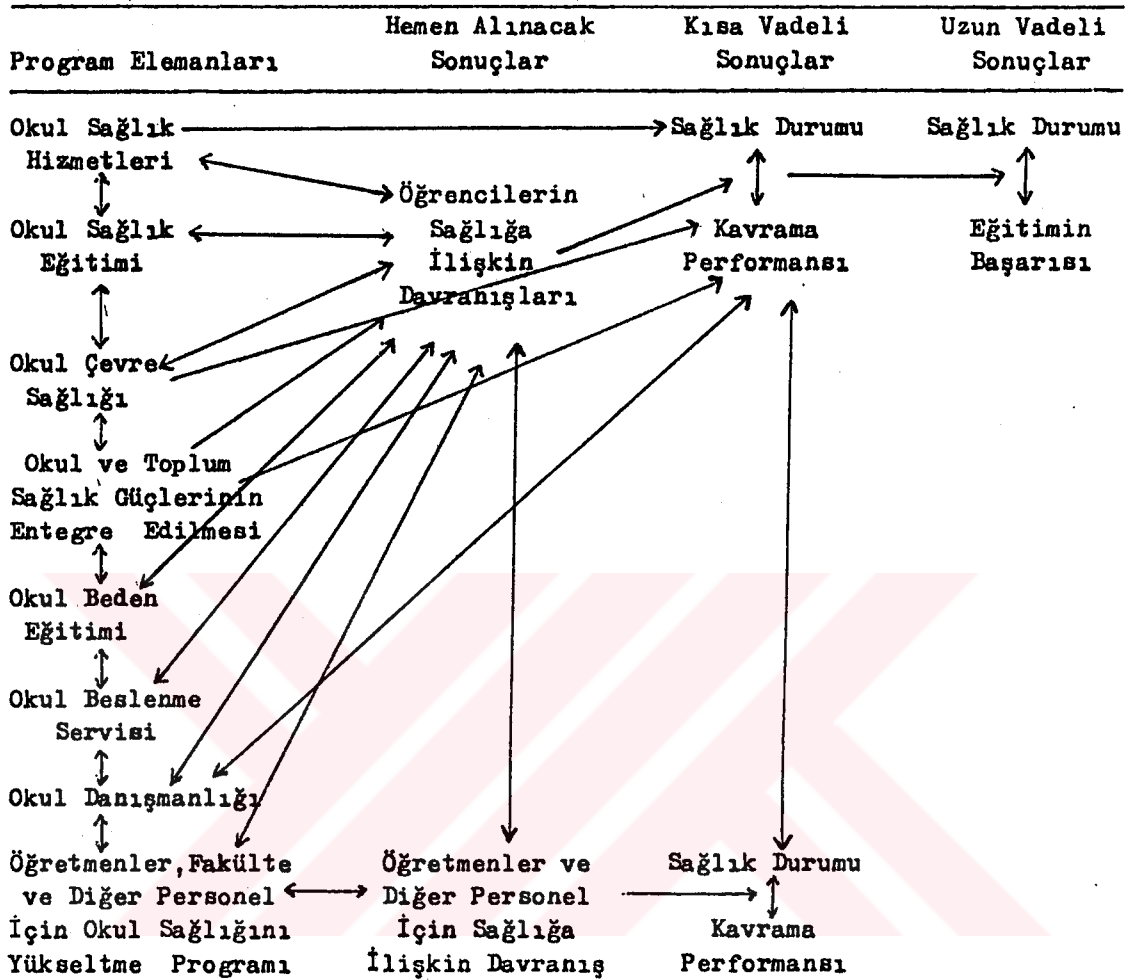 Hemen Alınacak Kısa Vadeli Uzun Vadeli
Program Elemanları Sonuçlar Sonuçlar Sonuçlar
Okul Sağlık Sağlık Durumu Sağlık Durumu
Hizmetleri
Öğrencilerin
Okul Sağlık Sağlığa Kavrama Eğitimin
Eğitimi İlişkin Performansı Başarısı
Davranışları
Okul Çevre
Sağlığı
Okul ve Toplum
Sağlık Güçlerinin
Entegre Edilmesi
Okul Beden
Eğitimi
Okul Beslenme
Servisi
Okul Danışmanlığı
Öğretmenler,Fakülte Öğretmenler ve Sağlık Durumu
ve Diğer Personel Diğer Personel
İçin Okul Sağlığını İçin Sağlığa Kavrama
Yükseltme Programı İlişkin Davranış Performansı